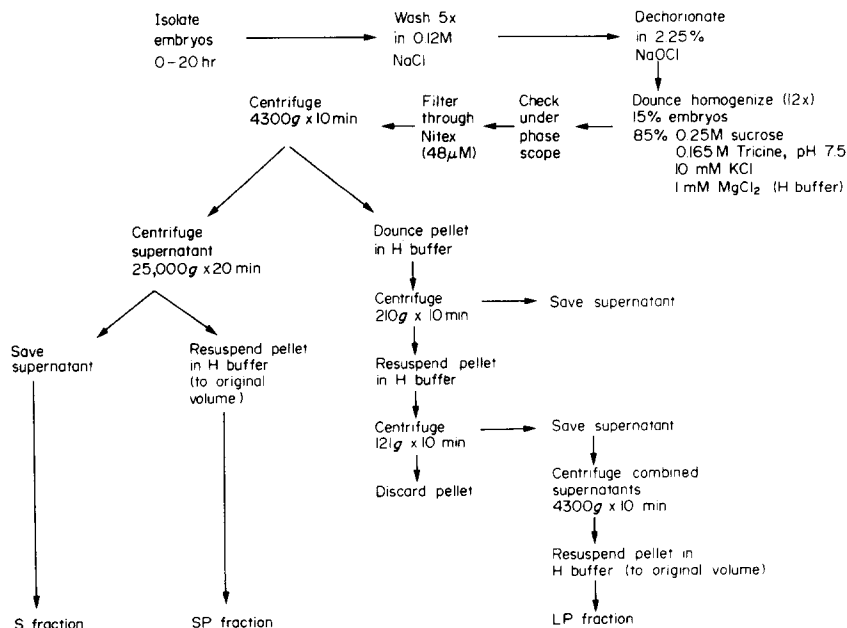 Isolate
embryos
0-20 hr
Wash 5x
in 0.12M
NaCl
Dechorionate
in 2.25%
NaOCl
Dounce homogenize (12x)
15% embryos
85% 0.25M sucrose
0.165M Tricine, pH 7.5
10 mM KCl
1mM MgCl₂ (H buffer)
Check
under
phase
scope
Filter
through
Nitex
(48μM)
Centrifuge
4300g x 10 min
Centrifuge
supernatant
25,000g x 20 min
Save
supernatant
S fraction
Resuspend pellet
in H buffer
(to original
volume)
SP fraction
Dounce pellet
in H buffer
Centrifuge
210g x 10 min
Save supernatant
Resuspend pellet
in H buffer
Centrifuge
121g x 10 min
Save supernatant
Discard pellet
Centrifuge combined
supernatants
4300g x 10 min
Resuspend pellet in
H buffer (to original volume)
LP fraction